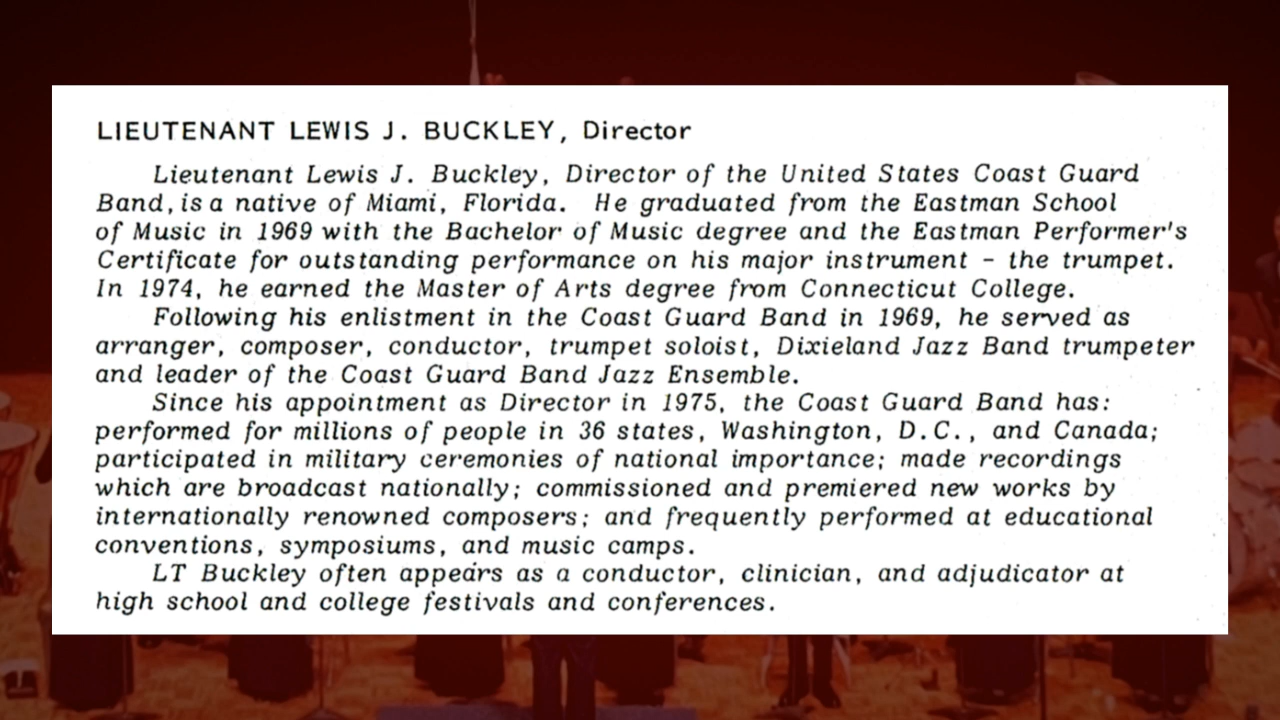 LIEUTENANT LEWIS J. BUCKLEY, Director
Lieutenant Lewis J. Buckley, Director of the United States Coast Guard
Band, is a native of Miami, Florida. He graduated from the Eastman School
of Music in 1969 with the Bachelor of Music degree and the Eastman Performer's
Certificate for outstanding performance on his major instrument - the trumpet.
In 1974, he earned the Master of Arts degree from Connecticut College.
Following his enlistment in the Coast Guard Band in 1969, he served as
arranger, composer, conductor, trumpet soloist, Dixieland Jazz Band trumpeter
and leader of the Coast Guard Band Jazz Ensemble.
Since his appointment as Director in 1975, the Coast Guard Band has:
performed for millions of people in 36 states, Washington, D.C., and Canada;
participated in military ceremonies of national importance; made recordings
which are broadcast nationally; commissioned and premiered new works by
internationally renowned composers; and frequently performed at educational
conventions, symposiums, and music camps.
LT Buckley often appears as a conductor, clinician, and adjudicator at
high school and college festivals and conferences.